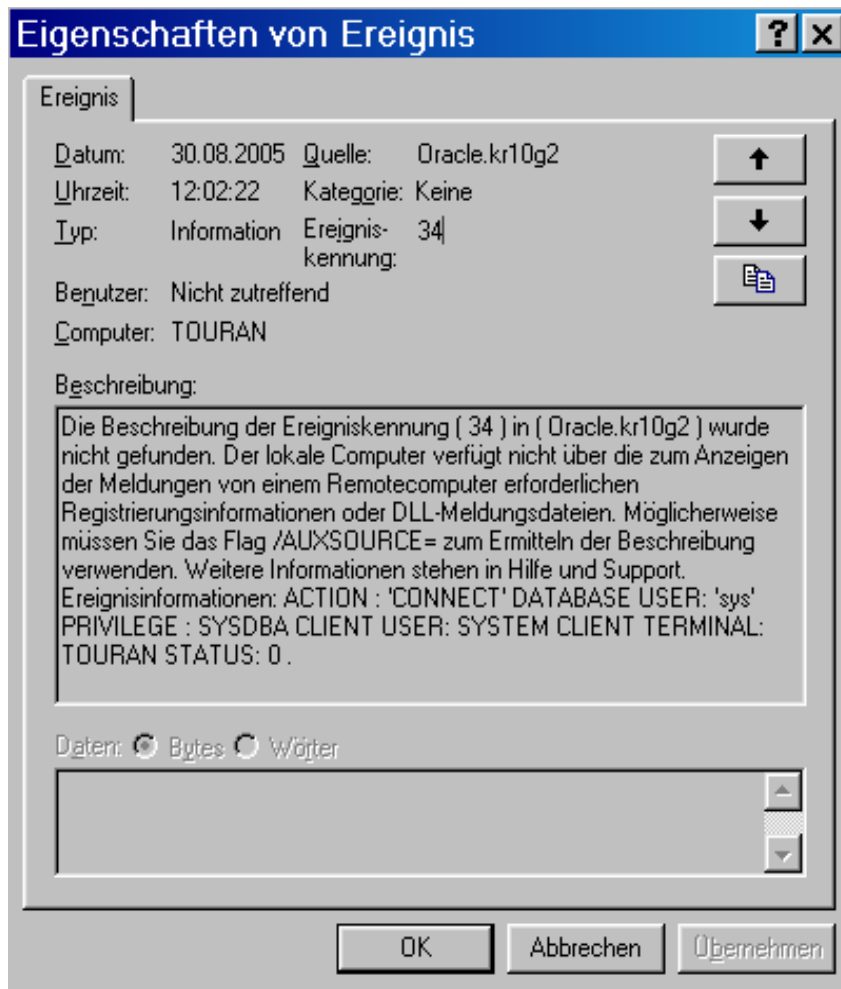 Eigenschaften von Ereignis
Ereignis
Datum: 30.08.2005 Quelle: Oracle.kr10g2
Uhrzeit: 12:02:22 Kategorie: Keine
Typ: Information Ereignis-kennung: 34
Benutzer: Nicht zutreffend
Computer: TOURAN
Beschreibung:
Die Beschreibung der Ereigniskennung ( 34 ) in ( Oracle.kr10g2 ) wurde
nicht gefunden. Der lokale Computer verfügt nicht über die zum Anzeigen
der Meldungen von einem Remotecomputer erforderlichen
Registrierungsinformationen oder DLL-Meldungsdateien. Möglicherweise
müssen Sie das Flag /AUXSOURCE= zum Ermitteln der Beschreibung
verwenden. Weitere Informationen stehen in Hilfe und Support.
Ereignisinformationen: ACTION : 'CONNECT' DATABASE USER: 'sys'
PRIVILEGE : SYSDBA CLIENT USER: SYSTEM CLIENT TERMINAL:
TOURAN STATUS: 0 .
Daten: Bytes Wörter
OK Abbrechen Übernehmen